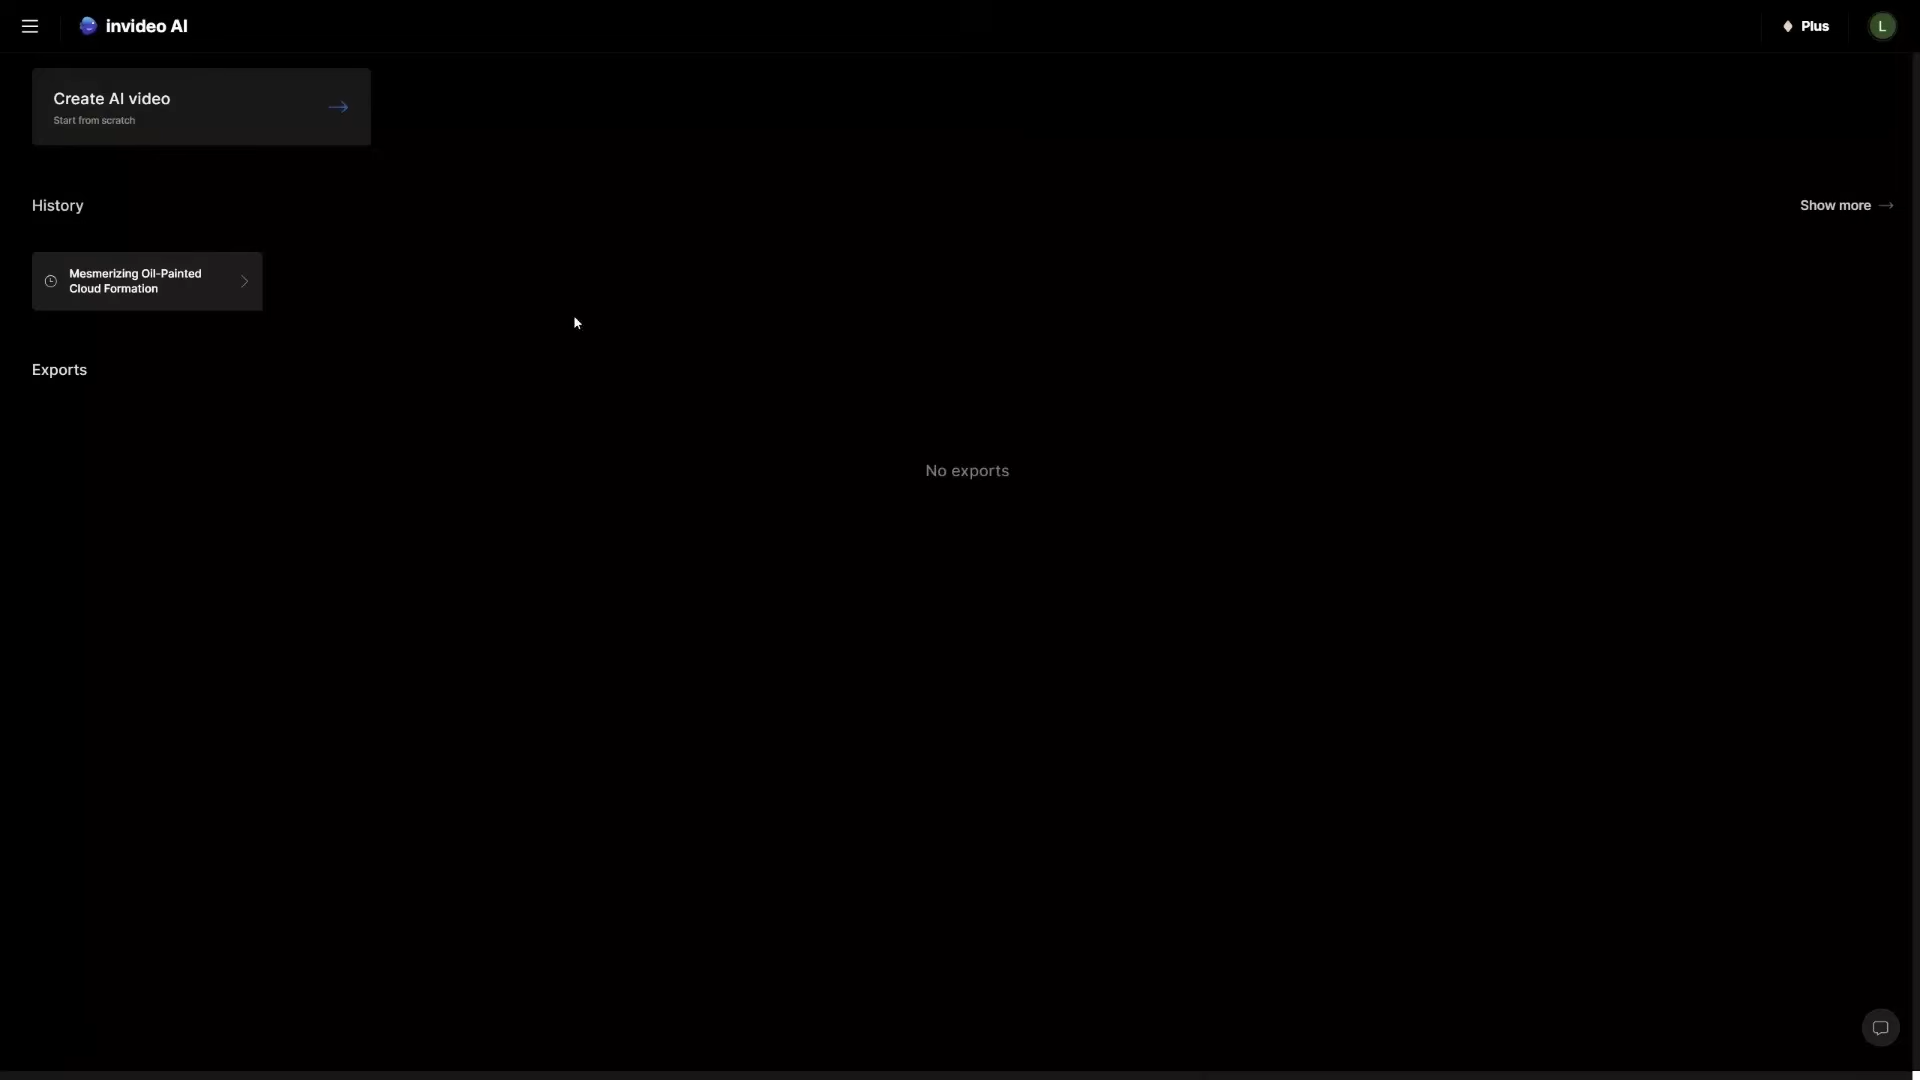 invideo AI
Plus
L
Create AI video
Start from scratch
History
Show more
Mesmerizing Oil-Painted
Cloud Formation
Exports
No exports